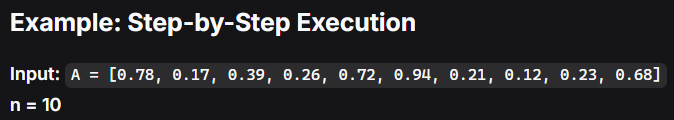 Example: Step-by-Step Execution
Input: A = [0.78, 0.17, 0.39, 0.26, 0.72, 0.94, 0.21, 0.12, 0.23, 0.68]
n = 10